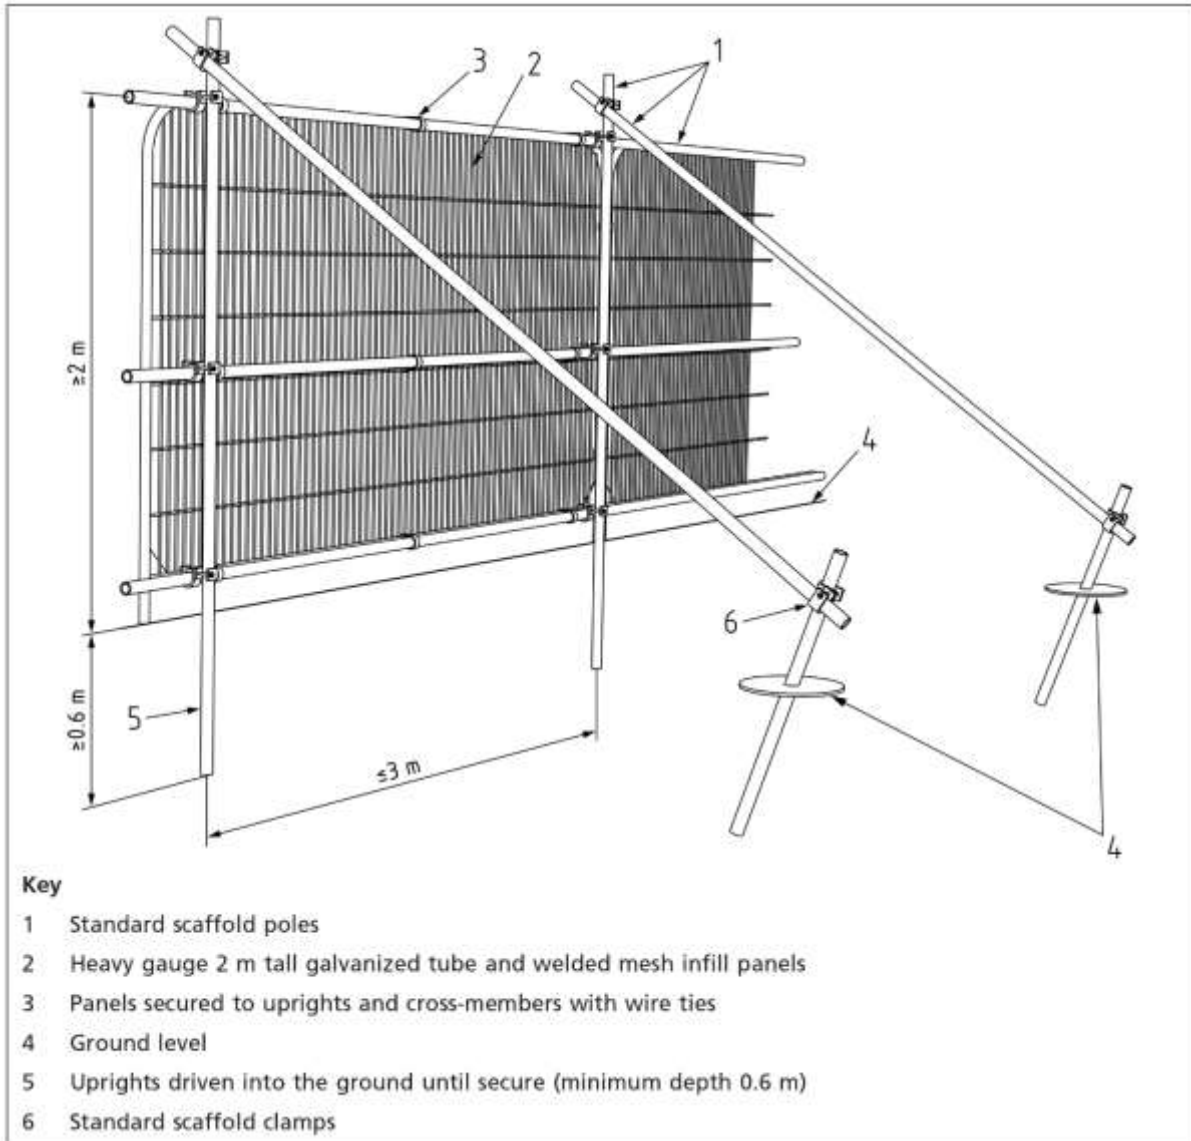 1
3
2
≥2 m
4
6
≥0.6 m
5
≤3 m
4
Key
1 Standard scaffold poles
2 Heavy gauge 2 m tall galvanized tube and welded mesh infill panels
3 Panels secured to uprights and cross-members with wire ties
4 Ground level
5 Uprights driven into the ground until secure (minimum depth 0.6 m)
6 Standard scaffold clamps